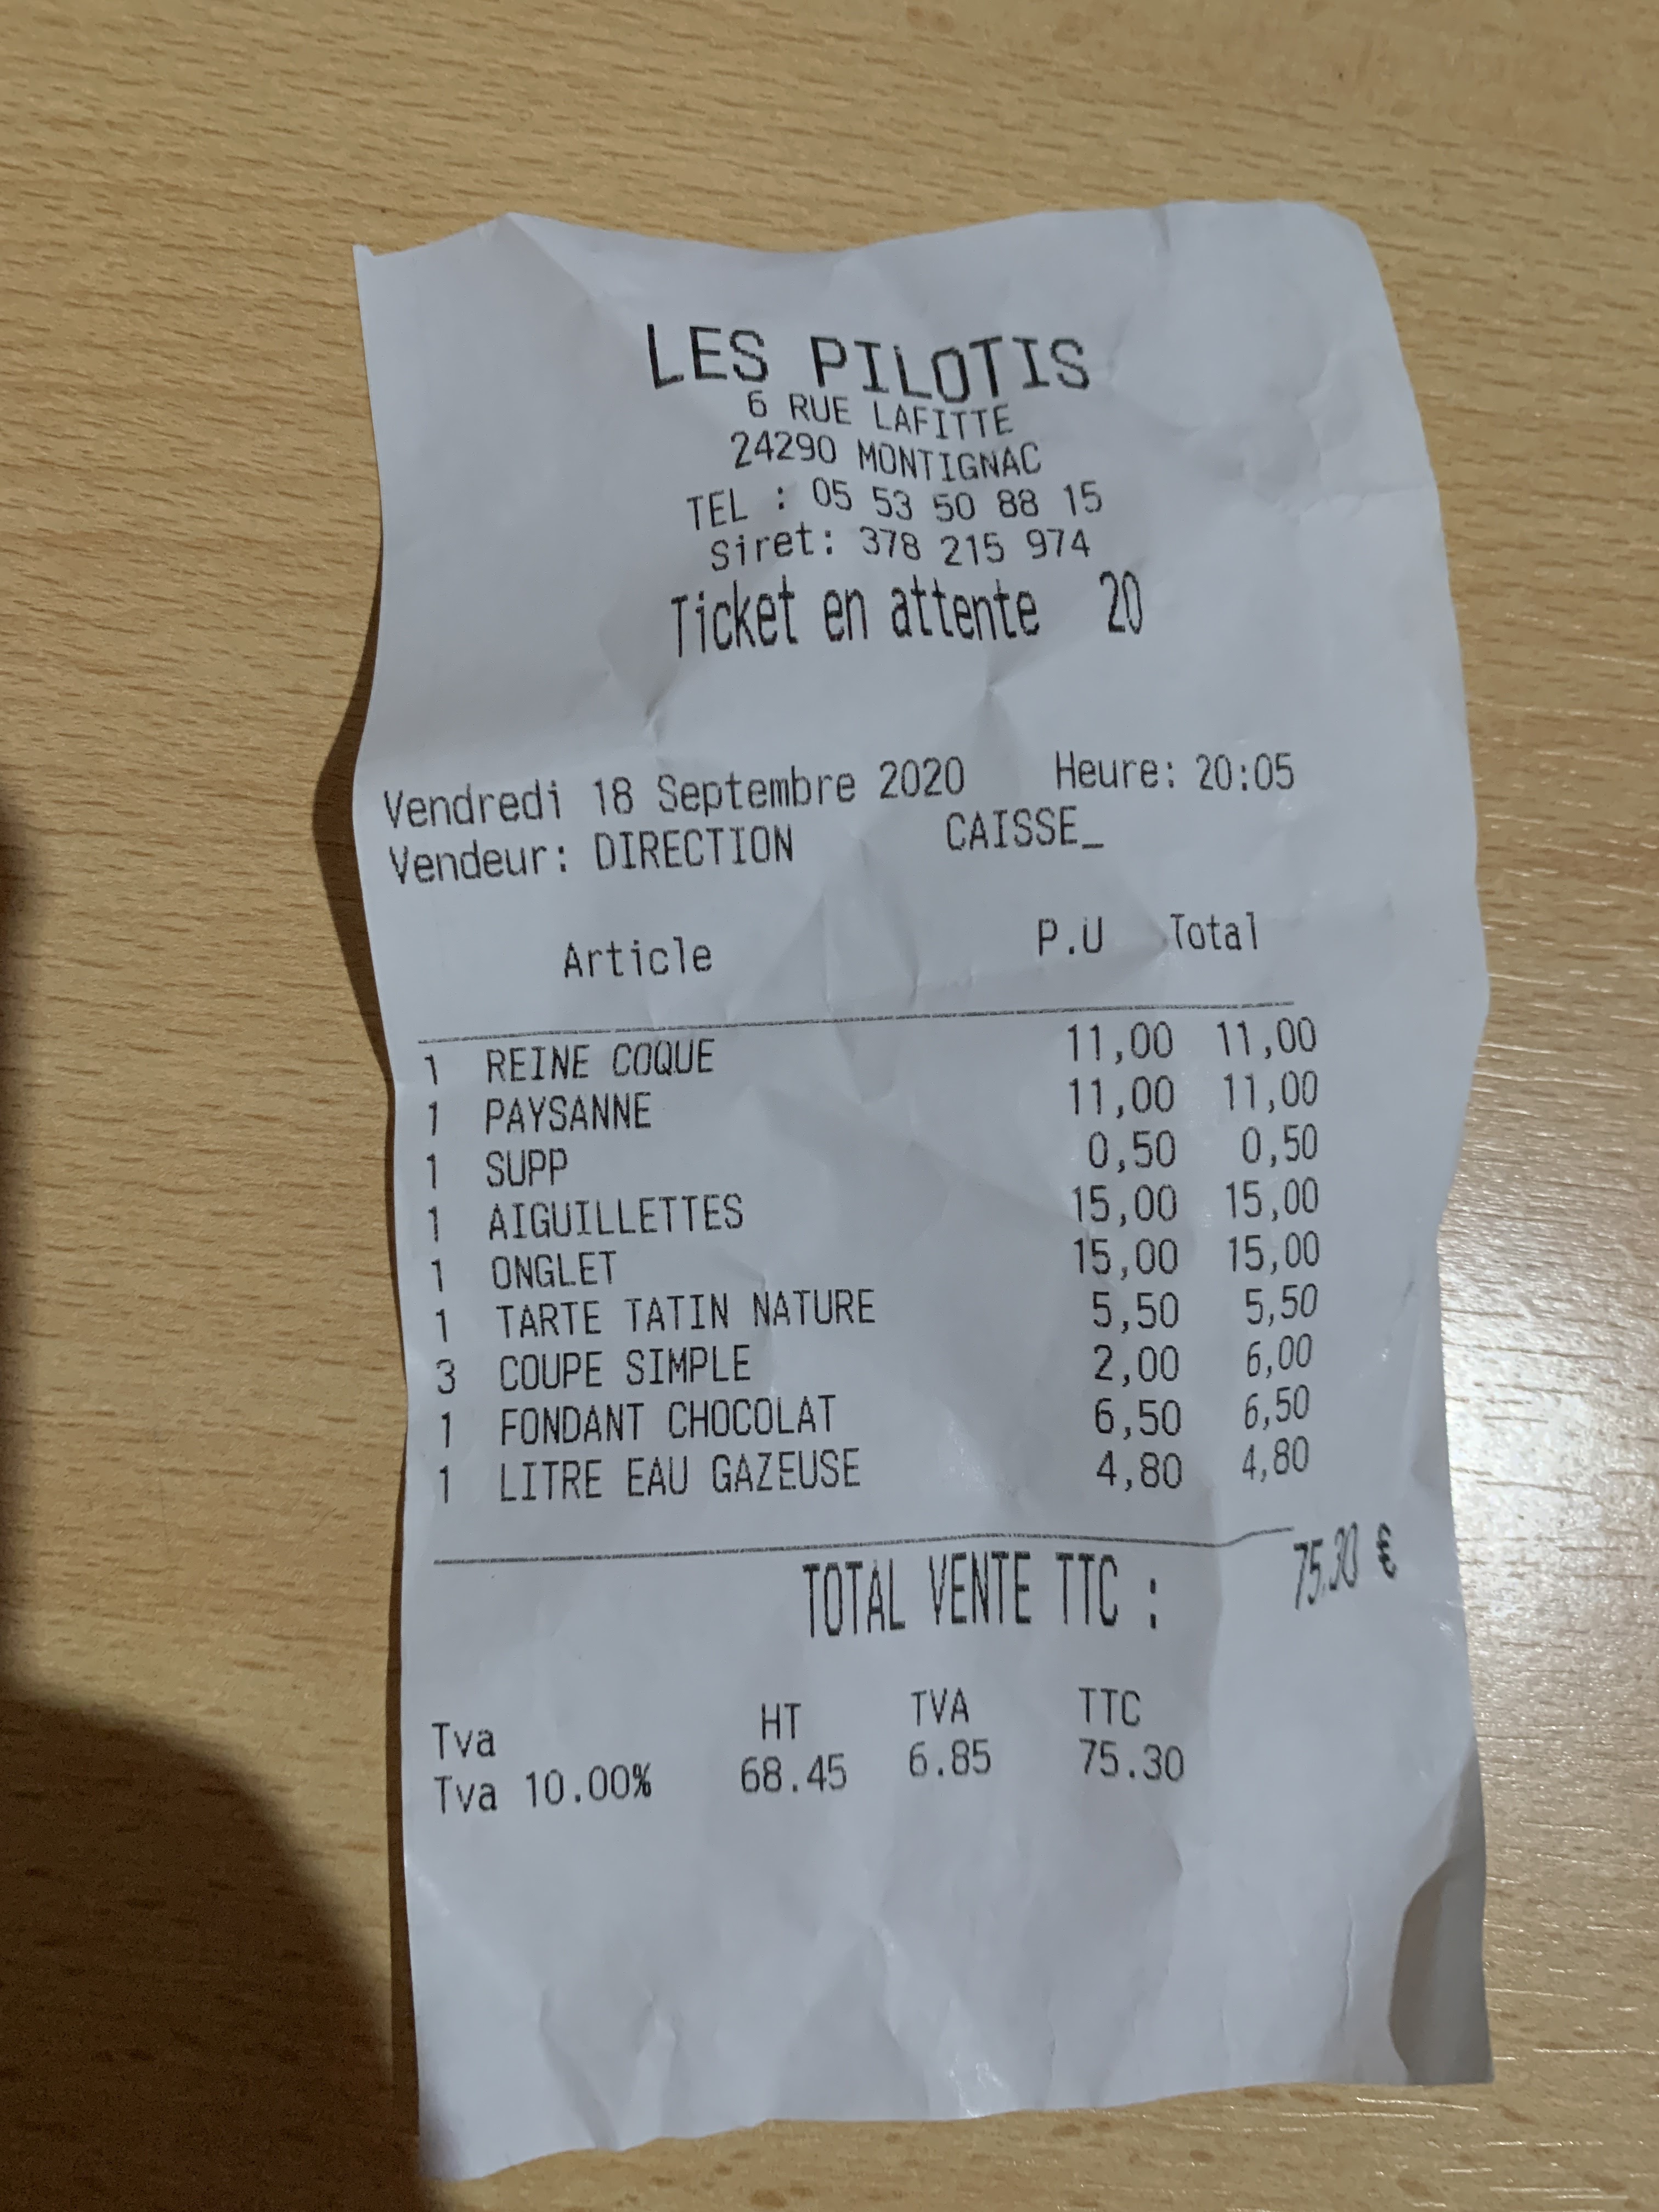 LES PILOTIS
6 RUE LAFITTE
24290 MONTIGNAC
TEL : 05 53 50 88 15
Siret: 378 215 974
Ticket en attente 20
Vendredi 18 Septembre 2020 Heure: 20:05
Vendeur: DIRECTION CAISSE_
Article P.U Total
1 REINE COQUE 11,00 11,00
1 PAYSANNE 11,00 11,00
1 SUPP 0,50 0,50
1 AIGUILLETTES 15,00 15,00
1 ONGLET 15,00 15,00
1 TARTE TATIN NATURE 5,50 5,50
3 COUPE SIMPLE 2,00 6,00
1 FONDANT CHOCOLAT 6,50 6,50
1 LITRE EAU GAZEUSE 4,80 4,80
TOTAL VENTE TTC : 75.30 €
Tva HT TVA TTC
Tva 10.00% 68.45 6.85 75.30